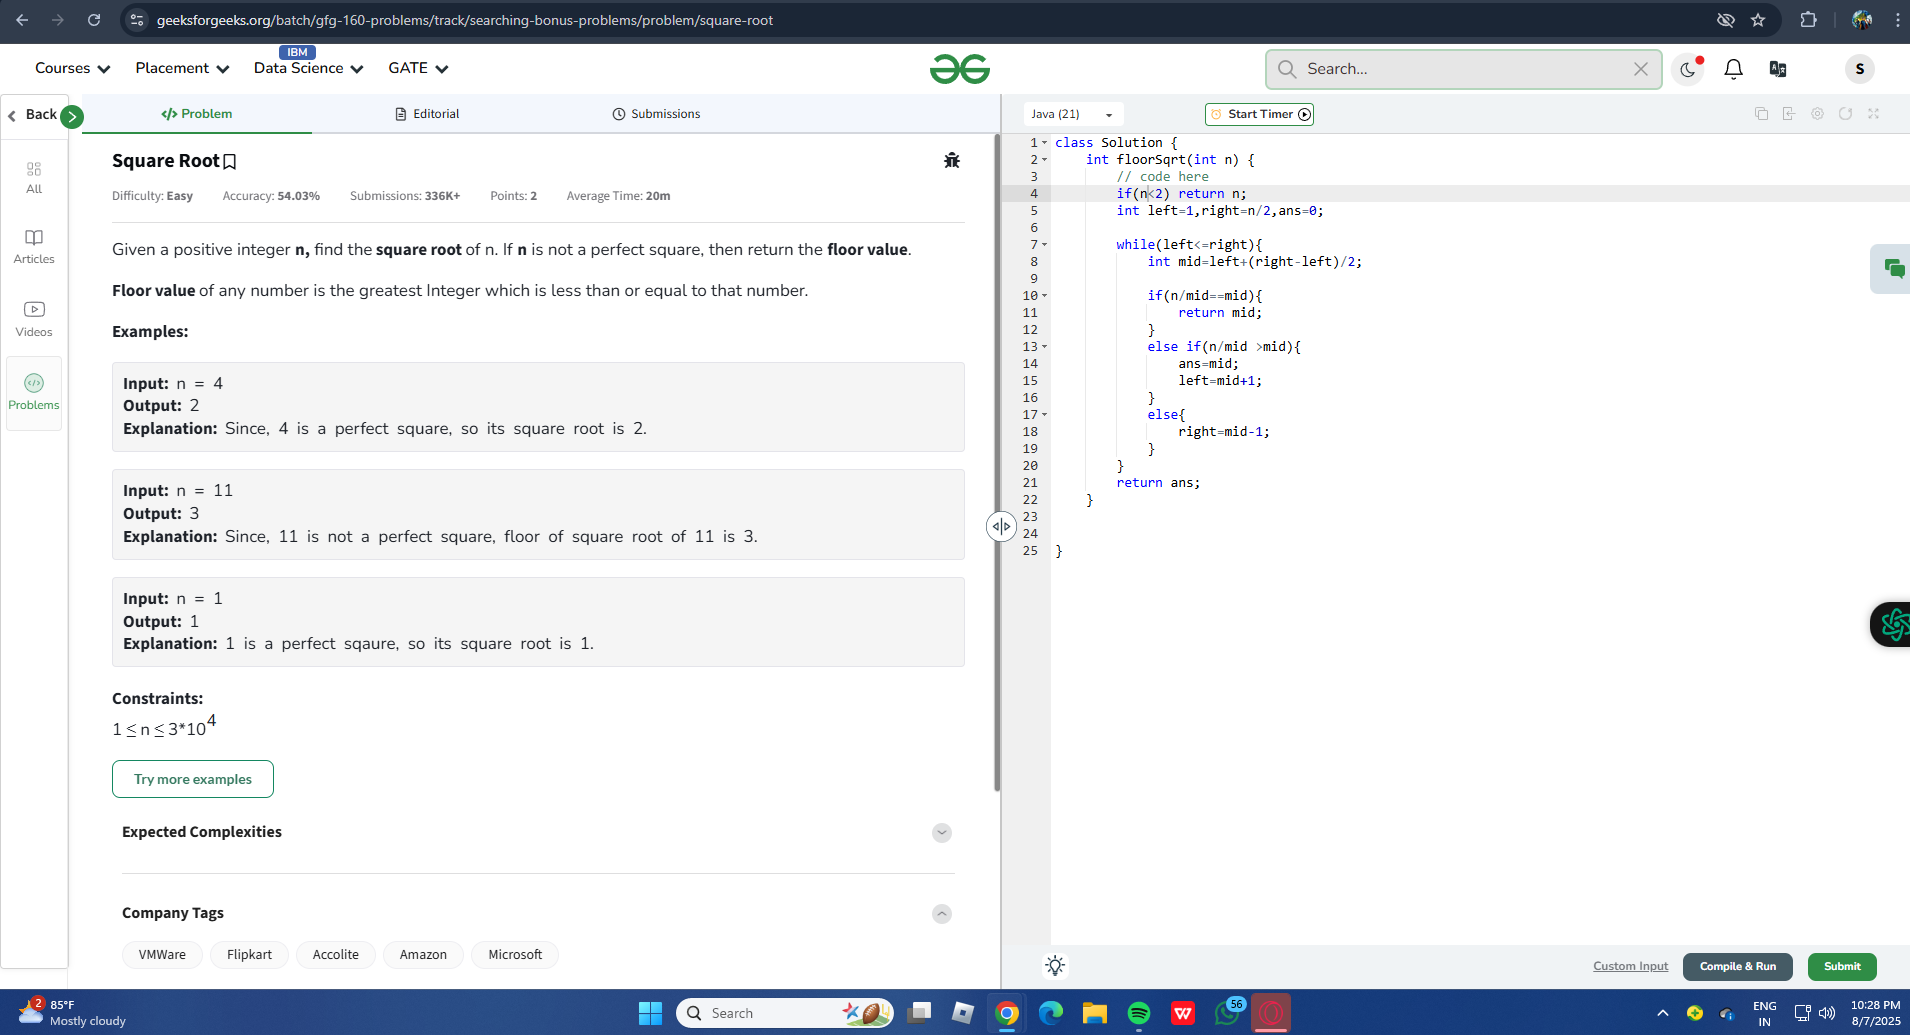 geeksforgeeks.org/batch/gfg-160-problems/track/searching-bonus-problems/problem/square-root
IBM
Courses Placement Data Science GATE
Search...
S
Back
Problem
Editorial
Submissions
Java (21)
Start Timer
All
Articles
Videos
Problems
Square Root
Difficulty: Easy Accuracy: 54.03% Submissions: 336K+ Points: 2 Average Time: 20m
Given a positive integer n, find the square root of n. If n is not a perfect square, then return the floor value.
Floor value of any number is the greatest Integer which is less than or equal to that number.
Examples:
Input: n = 4
Output: 2
Explanation: Since, 4 is a perfect square, so its square root is 2.
Input: n = 11
Output: 3
Explanation: Since, 11 is not a perfect square, floor of square root of 11 is 3.
Input: n = 1
Output: 1
Explanation: 1 is a perfect sqaure, so its square root is 1.
Constraints:
1 ≤ n ≤ 3*10^4
Try more examples
Expected Complexities
Company Tags
VMWare Flipkart Accolite Amazon Microsoft
1 class Solution {
2 int floorSqrt(int n) {
3 // code here
4 if(n<2) return n;
5 int left=1,right=n/2,ans=0;
6
7 while(left<=right){
8 int mid=left+(right-left)/2;
9
10 if(n/mid==mid){
11 return mid;
12 }
13 else if(n/mid >mid){
14 ans=mid;
15 left=mid+1;
16 }
17 else{
18 right=mid-1;
19 }
20 }
21 return ans;
22 }
23
24
25 }
Custom Input
Compile & Run
Submit
2
85°F
Mostly cloudy
Search
W
56
ENG
IN
10:28 PM
8/7/2025